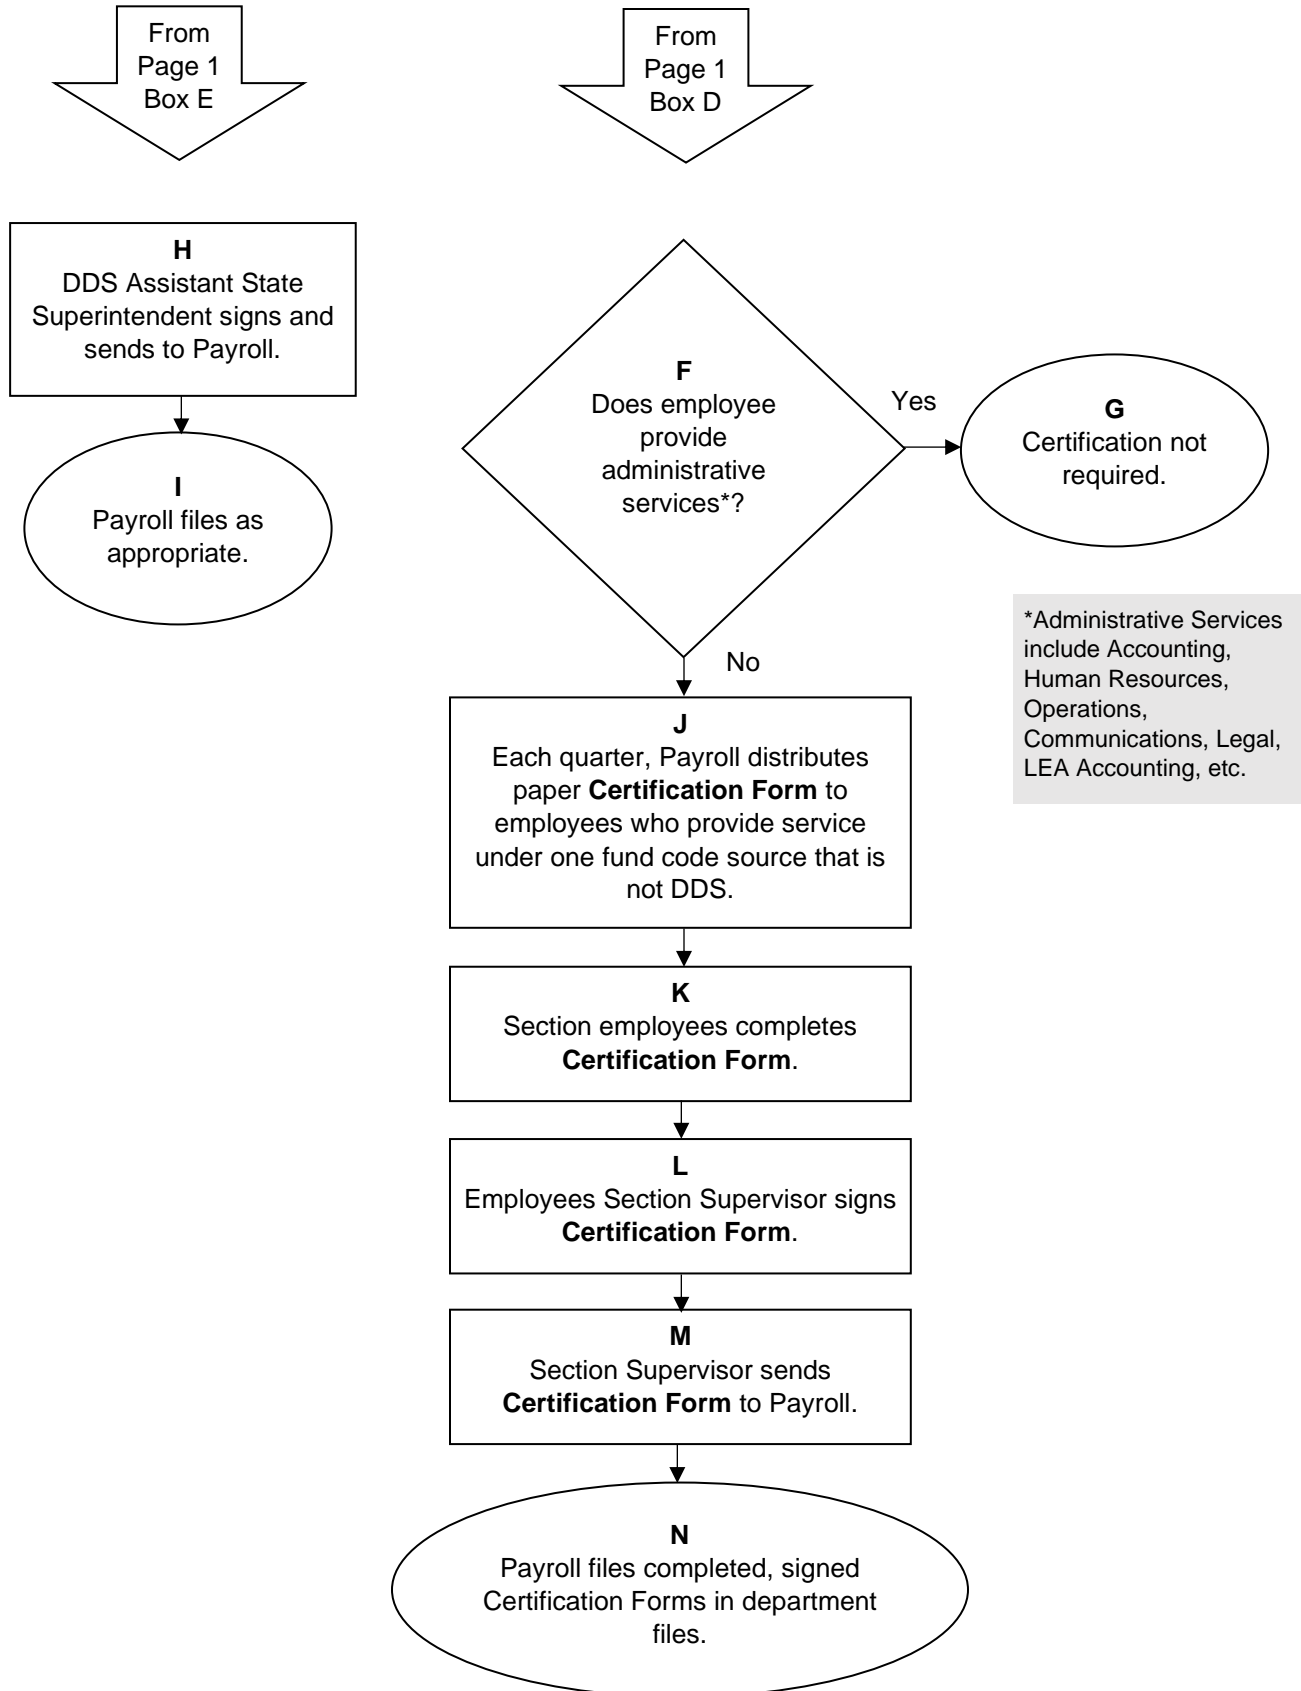 From
Page 1
Box E
From
Page 1
Box D
H
DDS Assistant State
Superintendent signs and
sends to Payroll.
I
Payroll files as
appropriate.
F
Does employee
provide
administrative
services*?
Yes
G
Certification not
required.
*Administrative Services
include Accounting,
Human Resources,
Operations,
Communications, Legal,
LEA Accounting, etc.
No
J
Each quarter, Payroll distributes
paper Certification Form to
employees who provide service
under one fund code source that is
not DDS.
K
Section employees completes
Certification Form.
L
Employees Section Supervisor signs
Certification Form.
M
Section Supervisor sends
Certification Form to Payroll.
N
Payroll files completed, signed
Certification Forms in department
files.